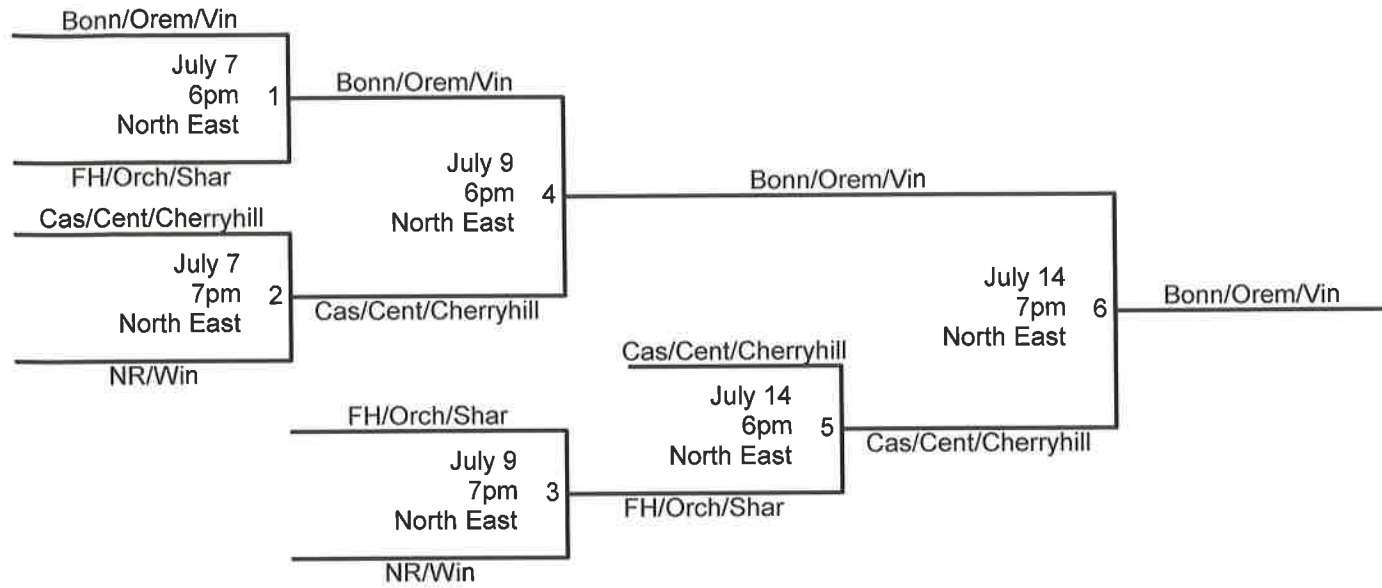 Bonn/Orem/Vin
July 7
6pm 1
North East
FH/Orch/Shar
Cas/Cent/Cherryhill
July 7
7pm 2
North East
NR/Win
Bonn/Orem/Vin
July 9
6pm 4
North East
Cas/Cent/Cherryhill
FH/Orch/Shar
July 9
7pm 3
North East
NR/Win
Bonn/Orem/Vin
Cas/Cent/Cherryhill
July 14
6pm 5
North East
FH/Orch/Shar
July 14
7pm 6
North East
Cas/Cent/Cherryhill
Bonn/Orem/Vin